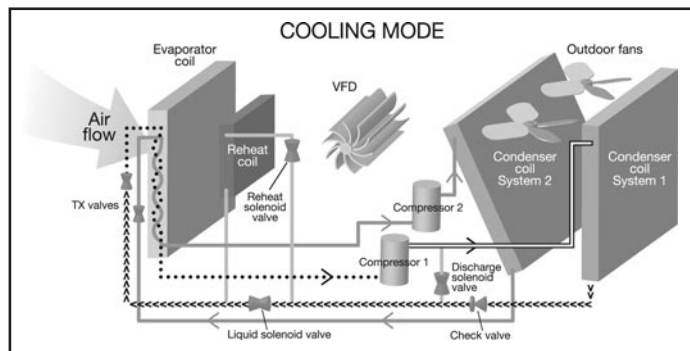 COOLING MODE
Evaporator
coil
Outdoor fans
VFD
Air
flow
Reheat
coil
Reheat
solenoid
valve
Condenser
coil
System 2
Condenser
coil
System 1
TX valves
Compressor 2
Compressor 1
Discharge
solenoid
valve
Liquid solenoid valve
Check valve